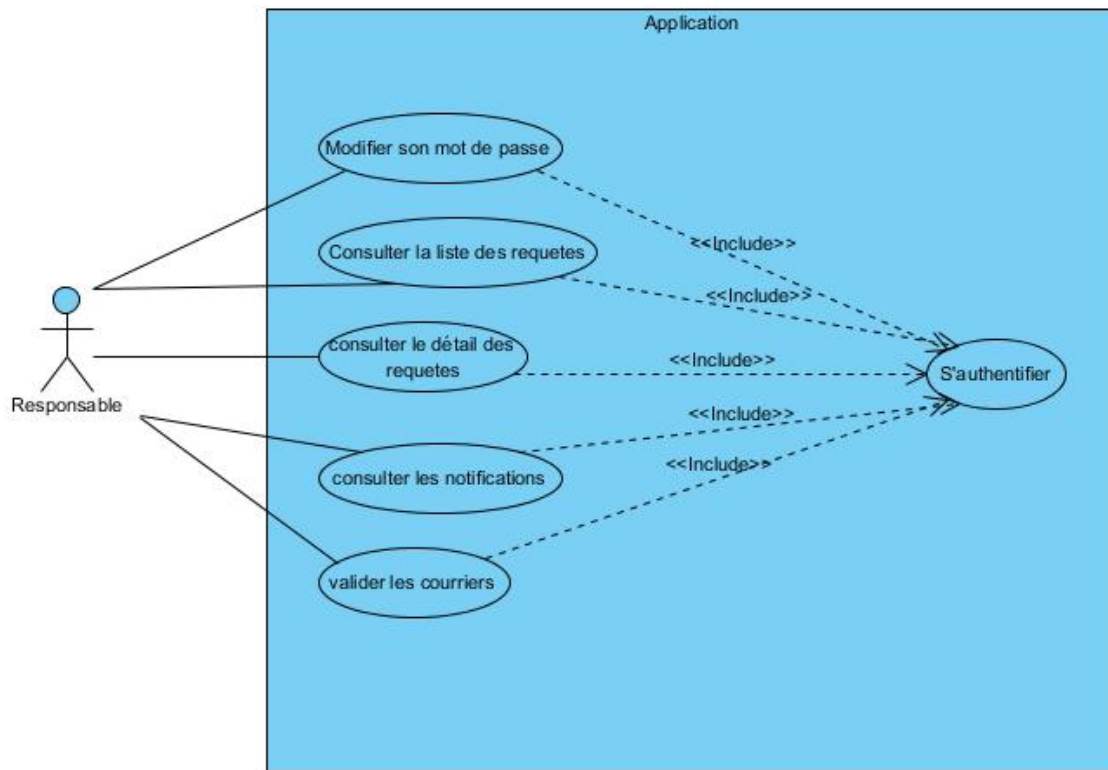 Application
Modifier son mot de passe
<<Include>>
Consulter la liste des requetes
<<Include>>
consulter le détail des
requetes
<<Include>>
S'authentifier
Responsable
<<Include>>
consulter les notifications
<<Include>>
valider les courriers